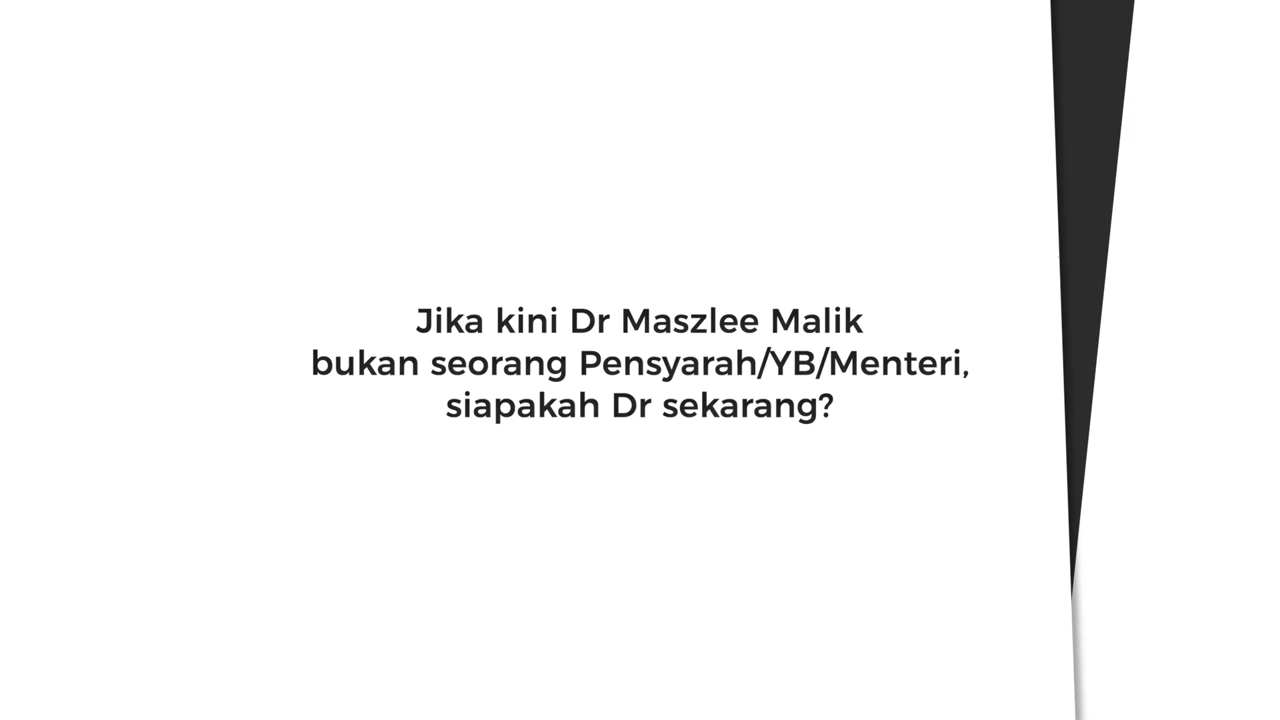 Jika kini Dr Maszlee Malik
bukan seorang Pensyarah/YB/Menteri,
siapakah Dr sekarang?